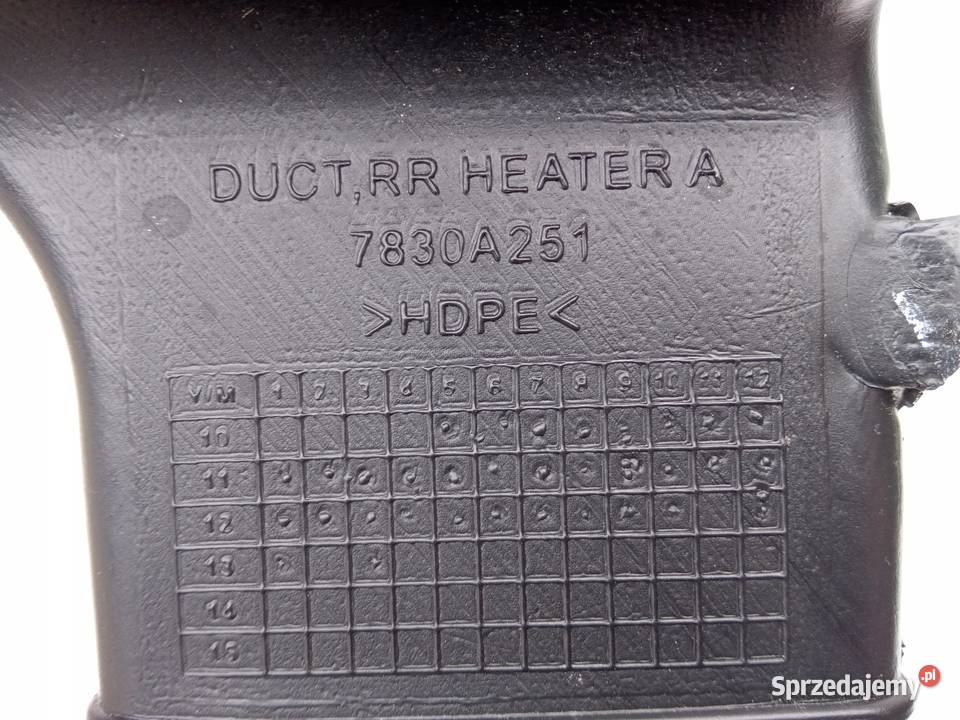 DUCT,RR HEATER A
7830A251
>HDPE<
Y/M 1 2 3 4 5 6 7 8 9 10 11 12
10
11
12
13
14
15
Sprzedajemy.pl